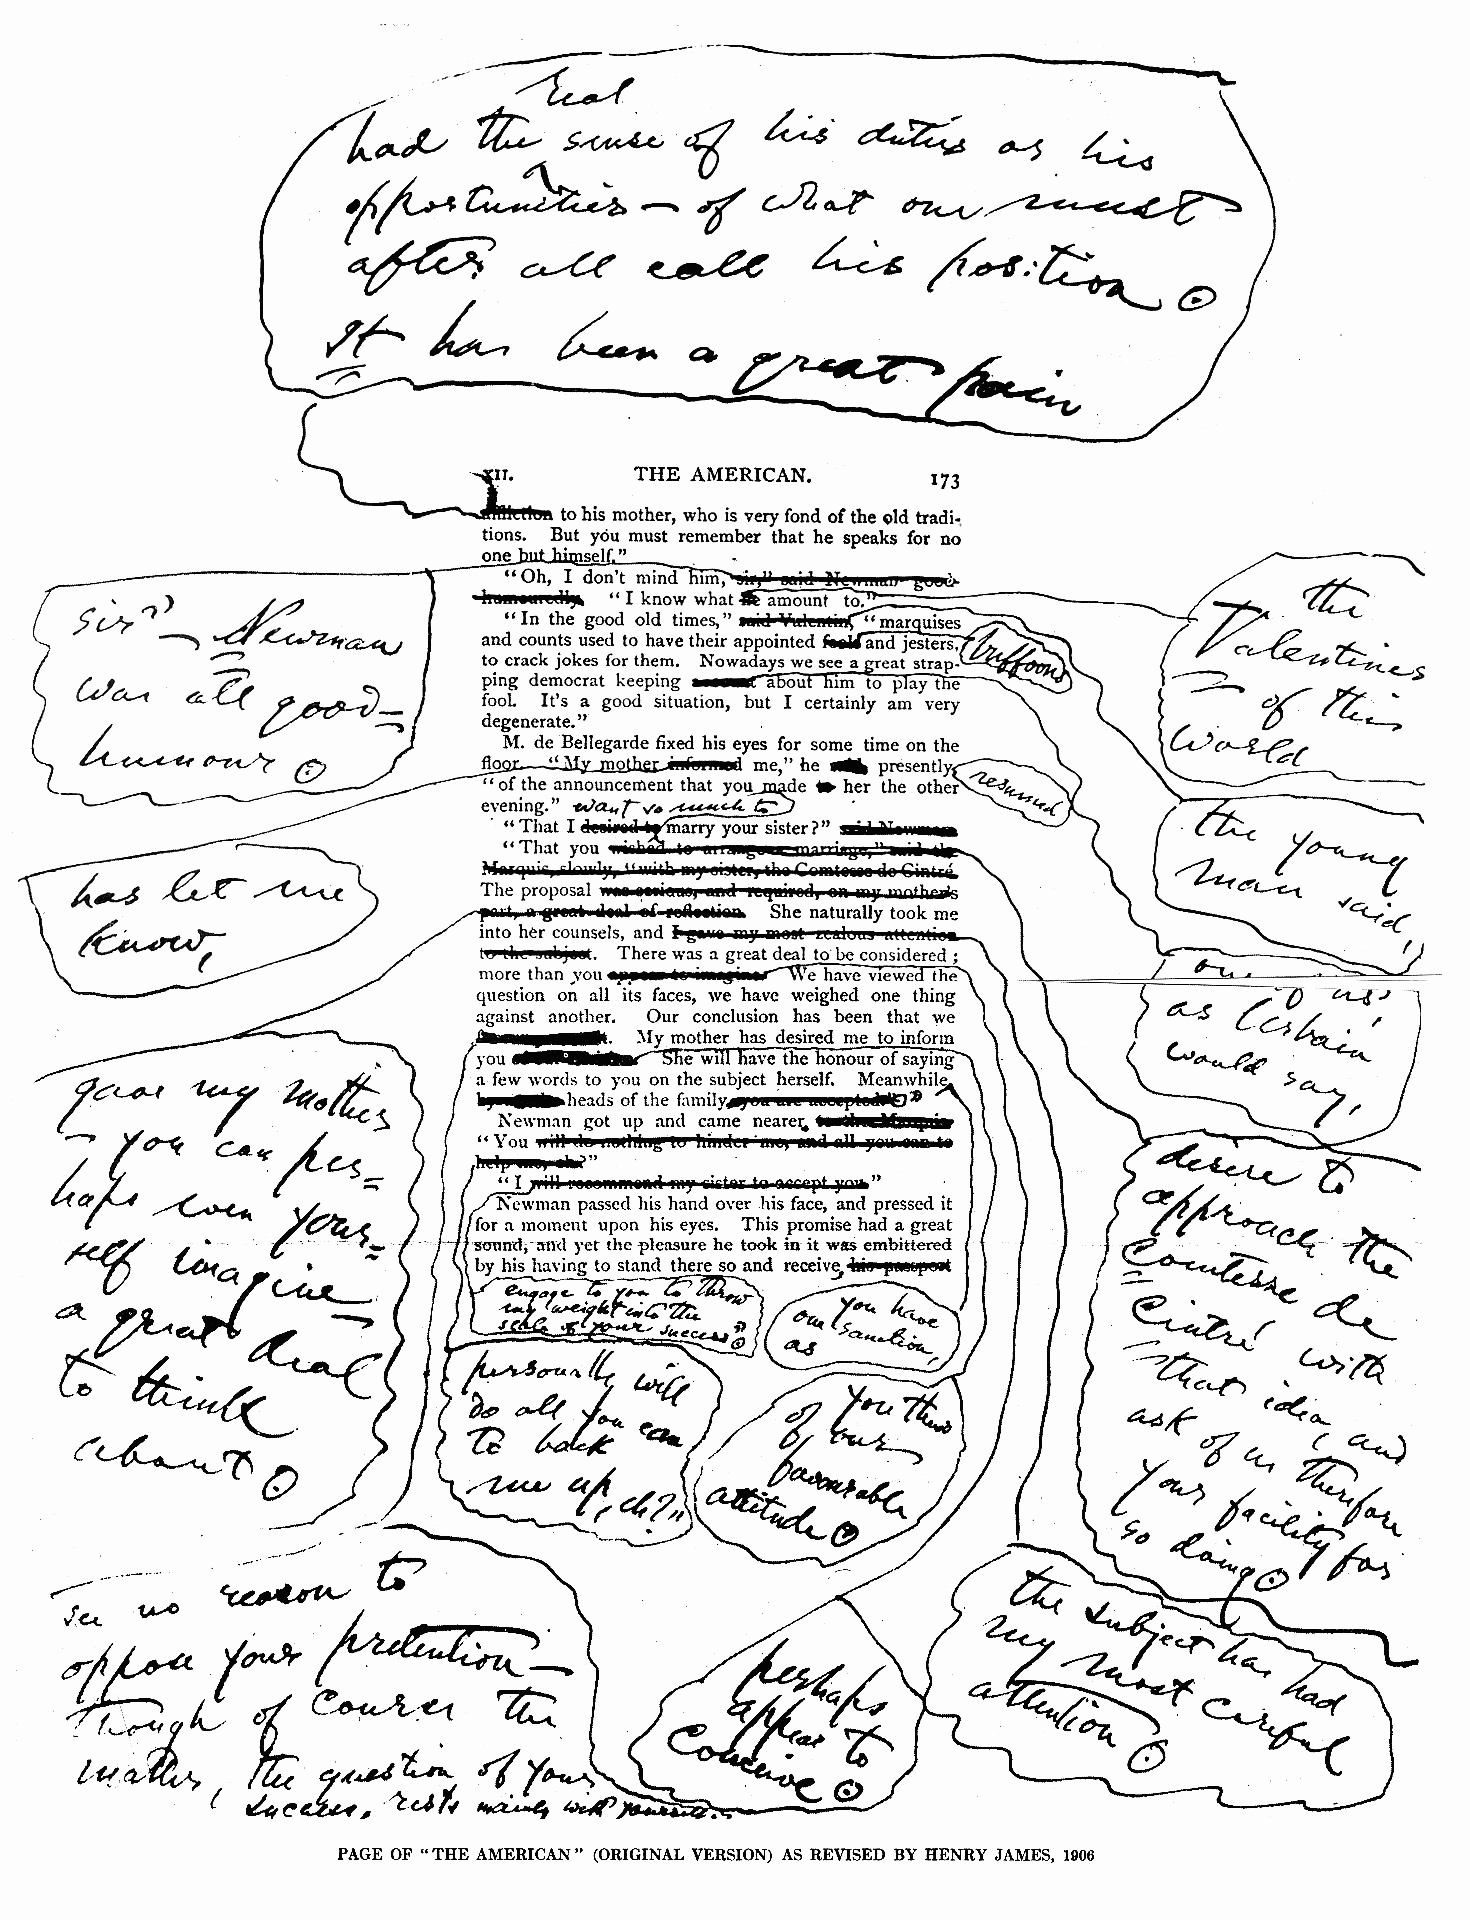 real
had the sense of his duties as his
opportunities — of what one must
after all call his position.
It has been a great pain
XII. THE AMERICAN. 173
affliction to his mother, who is very fond of the old tradi-
tions. But you must remember that he speaks for no
one but himself."
"Oh, I don't mind him, sir," said Newman good-
humouredly. "I know what he amount to."
"In the good old times," said Valentin, "marquises
and counts used to have their appointed fools and jesters,
to crack jokes for them. Nowadays we see a great strap-
ping democrat keeping about him to play the
fool. It's a good situation, but I certainly am very
degenerate."
M. de Bellegarde fixed his eyes for some time on the
floor. "My mother informed me," he said presently,
"of the announcement that you made to her the other
evening." want so much to
"That I desired to marry your sister?" said Newman
"That you wished to arrange a marriage," said the
Marquis, slowly, "with my sister, the Comtesse de Cintré.
The proposal was serious, and required, on my mother's
part, a great deal of reflection. She naturally took me
into her counsels, and I gave my most zealous attention
to the subject. There was a great deal to be considered;
more than you appear to imagine. We have viewed the
question on all its faces, we have weighed one thing
against another. Our conclusion has been that we
. My mother has desired me to inform
you She will have the honour of saying
a few words to you on the subject herself. Meanwhile,
heads of the family, you are accepted."
Newman got up and came nearer, to the Marquis
"You will do nothing to hinder me, and all you can to
help me, eh?"
"I will recommend my sister to accept you."
Newman passed his hand over his face, and pressed it
for a moment upon his eyes. This promise had a great
sound, and yet the pleasure he took in it was embittered
by his having to stand there so and receive, his passport
buffoons
resumed
sir" — Newman
was all good-
humour.
has let me
know,
gave my mother
— you can per-
haps even your-
self imagine —
a great deal
to think
about.
see no reason to
oppose your pretention —
though of course the
matter, the question of your
success, rests mainly with yourself.
the
Valentins
of this
world
the young
man said,
one of us,
as Urbain
would say,
desire to
approach the
Comtesse de
Cintré with
that idea, and
ask of us therefore
your facility for
so doing.
the subject has had
my most careful
attention.
engage to you to throw
my weight into the
scale of your success."
you have
our sanction,
as
personally will
do all you can
to back
me up, eh?"
you thus
of our
favourable
attitude.
perhaps
appear to
conceive.
PAGE OF "THE AMERICAN" (ORIGINAL VERSION) AS REVISED BY HENRY JAMES, 1906